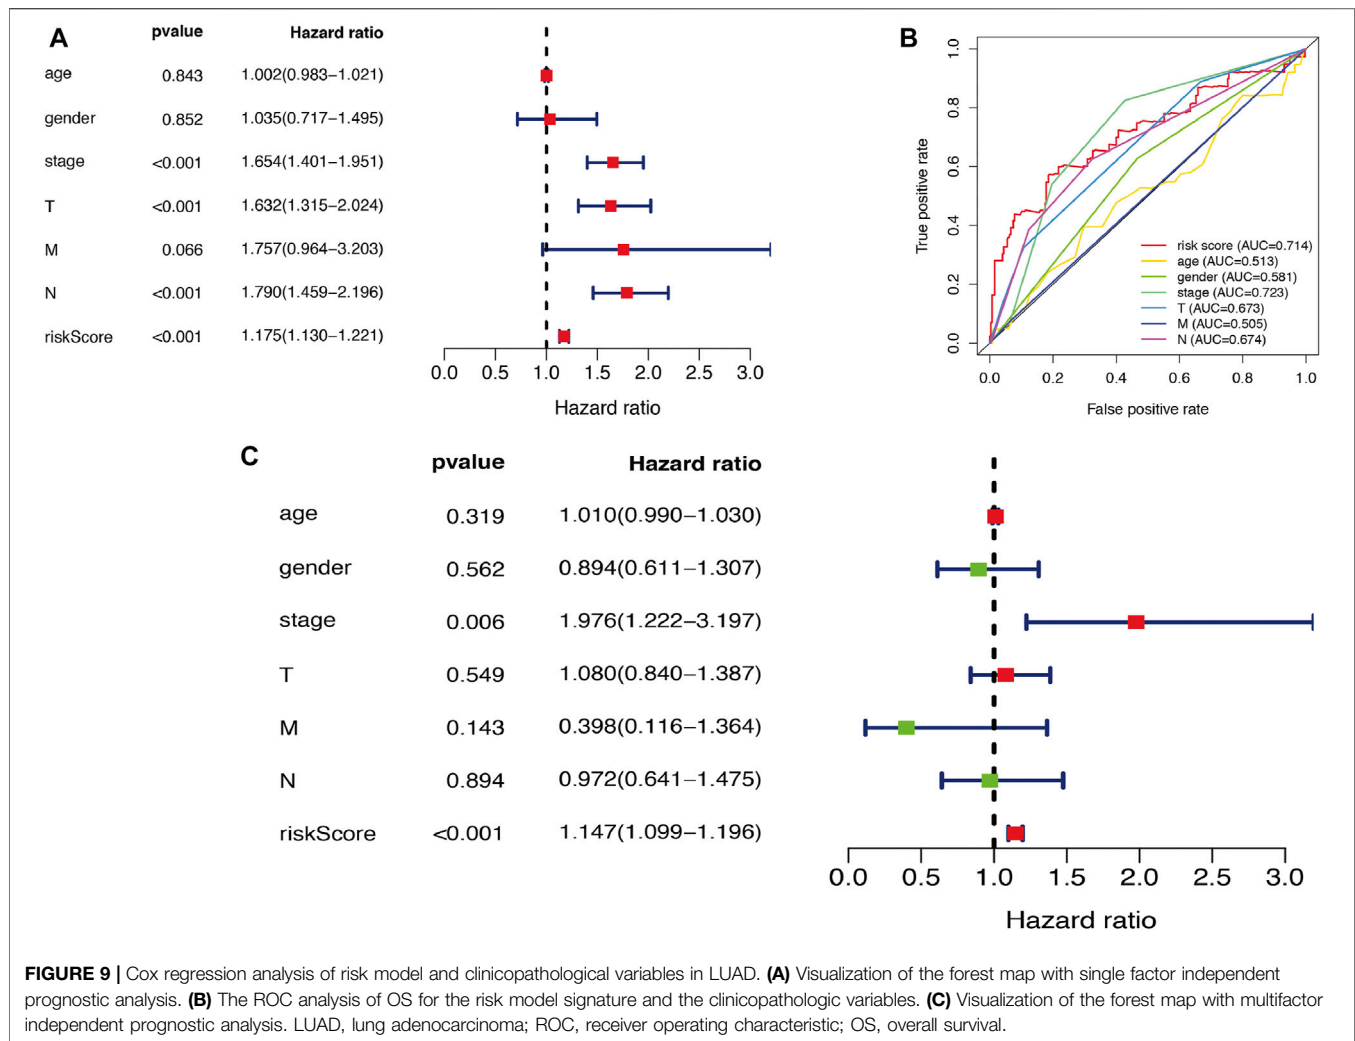 A
pvalue Hazard ratio
age 0.843 1.002(0.983−1.021)
gender 0.852 1.035(0.717−1.495)
stage <0.001 1.654(1.401−1.951)
T <0.001 1.632(1.315−2.024)
M 0.066 1.757(0.964−3.203)
N <0.001 1.790(1.459−2.196)
riskScore <0.001 1.175(1.130−1.221)
0.0 0.5 1.0 1.5 2.0 2.5 3.0
Hazard ratio
B
True positive rate
1.0
0.8
0.6
0.4
0.2
0.0
risk score (AUC=0.714)
age (AUC=0.513)
gender (AUC=0.581)
stage (AUC=0.723)
T (AUC=0.673)
M (AUC=0.505)
N (AUC=0.674)
0.0 0.2 0.4 0.6 0.8 1.0
False positive rate
C
pvalue Hazard ratio
age 0.319 1.010(0.990−1.030)
gender 0.562 0.894(0.611−1.307)
stage 0.006 1.976(1.222−3.197)
T 0.549 1.080(0.840−1.387)
M 0.143 0.398(0.116−1.364)
N 0.894 0.972(0.641−1.475)
riskScore <0.001 1.147(1.099−1.196)
0.0 0.5 1.0 1.5 2.0 2.5 3.0
Hazard ratio
FIGURE 9 | Cox regression analysis of risk model and clinicopathological variables in LUAD. (A) Visualization of the forest map with single factor independent
prognostic analysis. (B) The ROC analysis of OS for the risk model signature and the clinicopathologic variables. (C) Visualization of the forest map with multifactor
independent prognostic analysis. LUAD, lung adenocarcinoma; ROC, receiver operating characteristic; OS, overall survival.